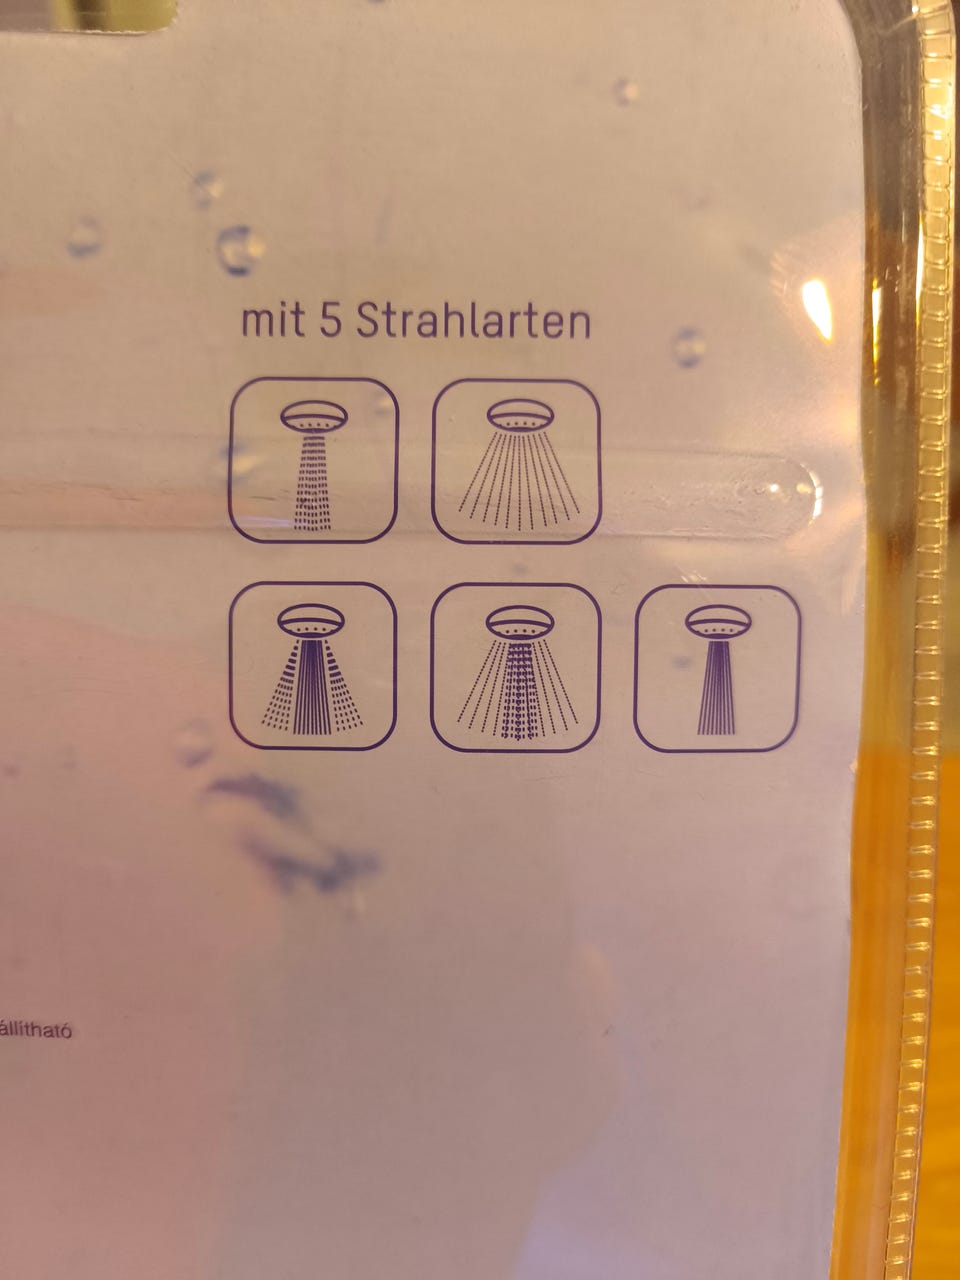 mit 5 Strahlarten
állítható